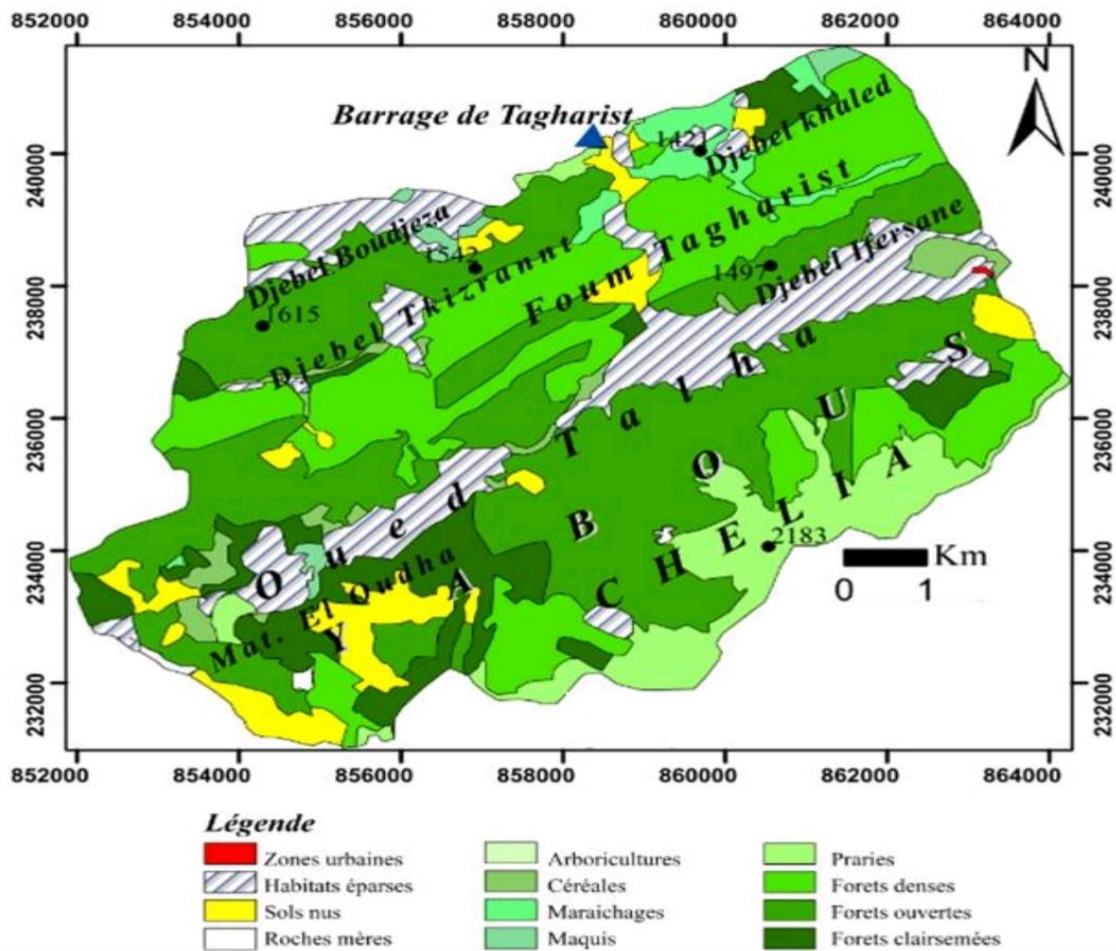 852000 854000 856000 858000 860000 862000 864000
N
Barrage de Tagharist
1421
Djebel khaled
240000 240000
Foum Tagharist
Djebel Boudjeza
Djebel Tkizrannt
Djebel Ifersane
1497
238000 238000
1615
Talha
236000 236000
BOUS
CHELIA
2183
234000 234000
Oued
Mat. El Oudha
YA
Km
0 1
232000 232000
852000 854000 856000 858000 860000 862000 864000
Légende
Zones urbaines
Habitats éparses
Sols nus
Roches mères
Arboricultures
Céréales
Maraichages
Maquis
Praries
Forets denses
Forets ouvertes
Forets clairsemées